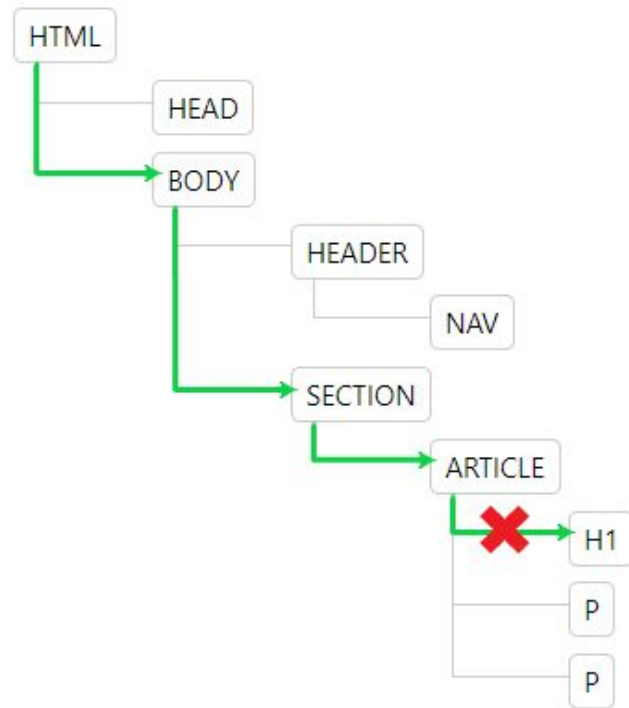 HTML
HEAD
BODY
HEADER
NAV
SECTION
ARTICLE
H1
P
P